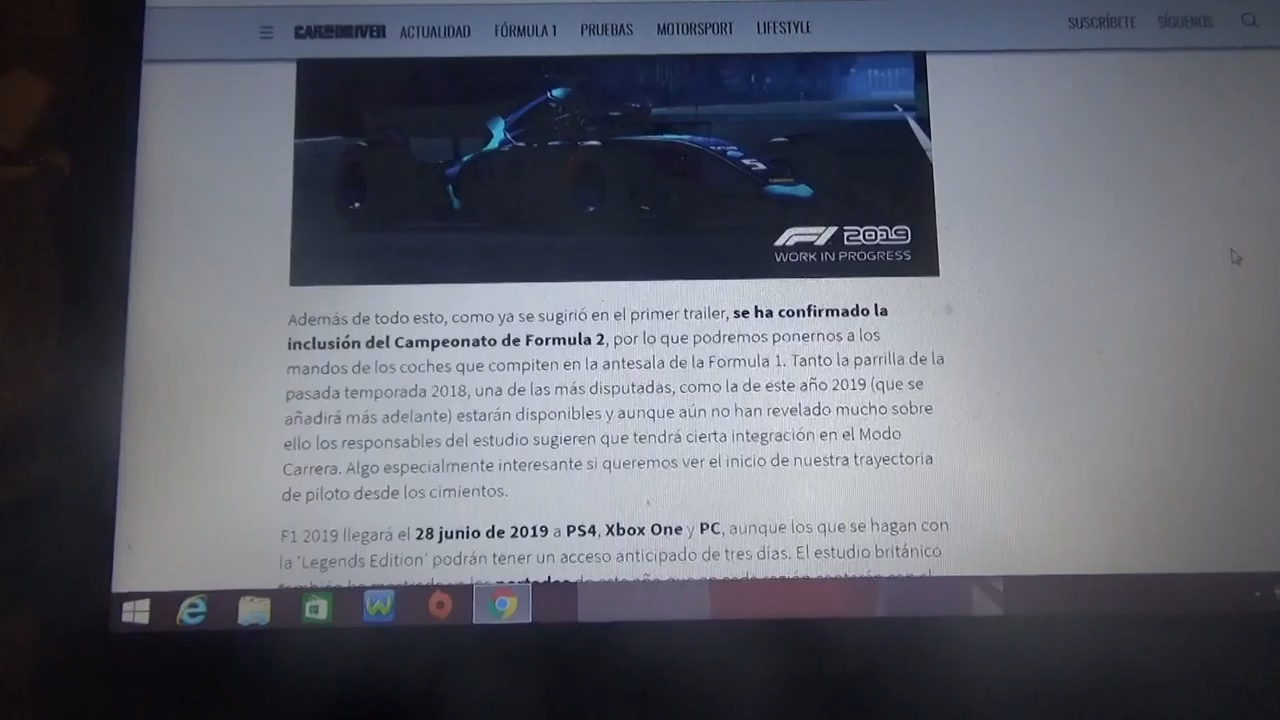 CAR AND DRIVER ACTUALIDAD FÓRMULA 1 PRUEBAS MOTORSPORT LIFESTYLE SUSCRÍBETE SÍGUENOS
5
F1 2019
WORK IN PROGRESS
Además de todo esto, como ya se sugirió en el primer trailer, se ha confirmado la
inclusión del Campeonato de Formula 2, por lo que podremos ponernos a los
mandos de los coches que compiten en la antesala de la Formula 1. Tanto la parrilla de la
pasada temporada 2018, una de las más disputadas, como la de este año 2019 (que se
añadirá más adelante) estarán disponibles y aunque aún no han revelado mucho sobre
ello los responsables del estudio sugieren que tendrá cierta integración en el Modo
Carrera. Algo especialmente interesante si queremos ver el inicio de nuestra trayectoria
de piloto desde los cimientos.
F1 2019 llegará el 28 junio de 2019 a PS4, Xbox One y PC, aunque los que se hagan con
la 'Legends Edition' podrán tener un acceso anticipado de tres días. El estudio británico